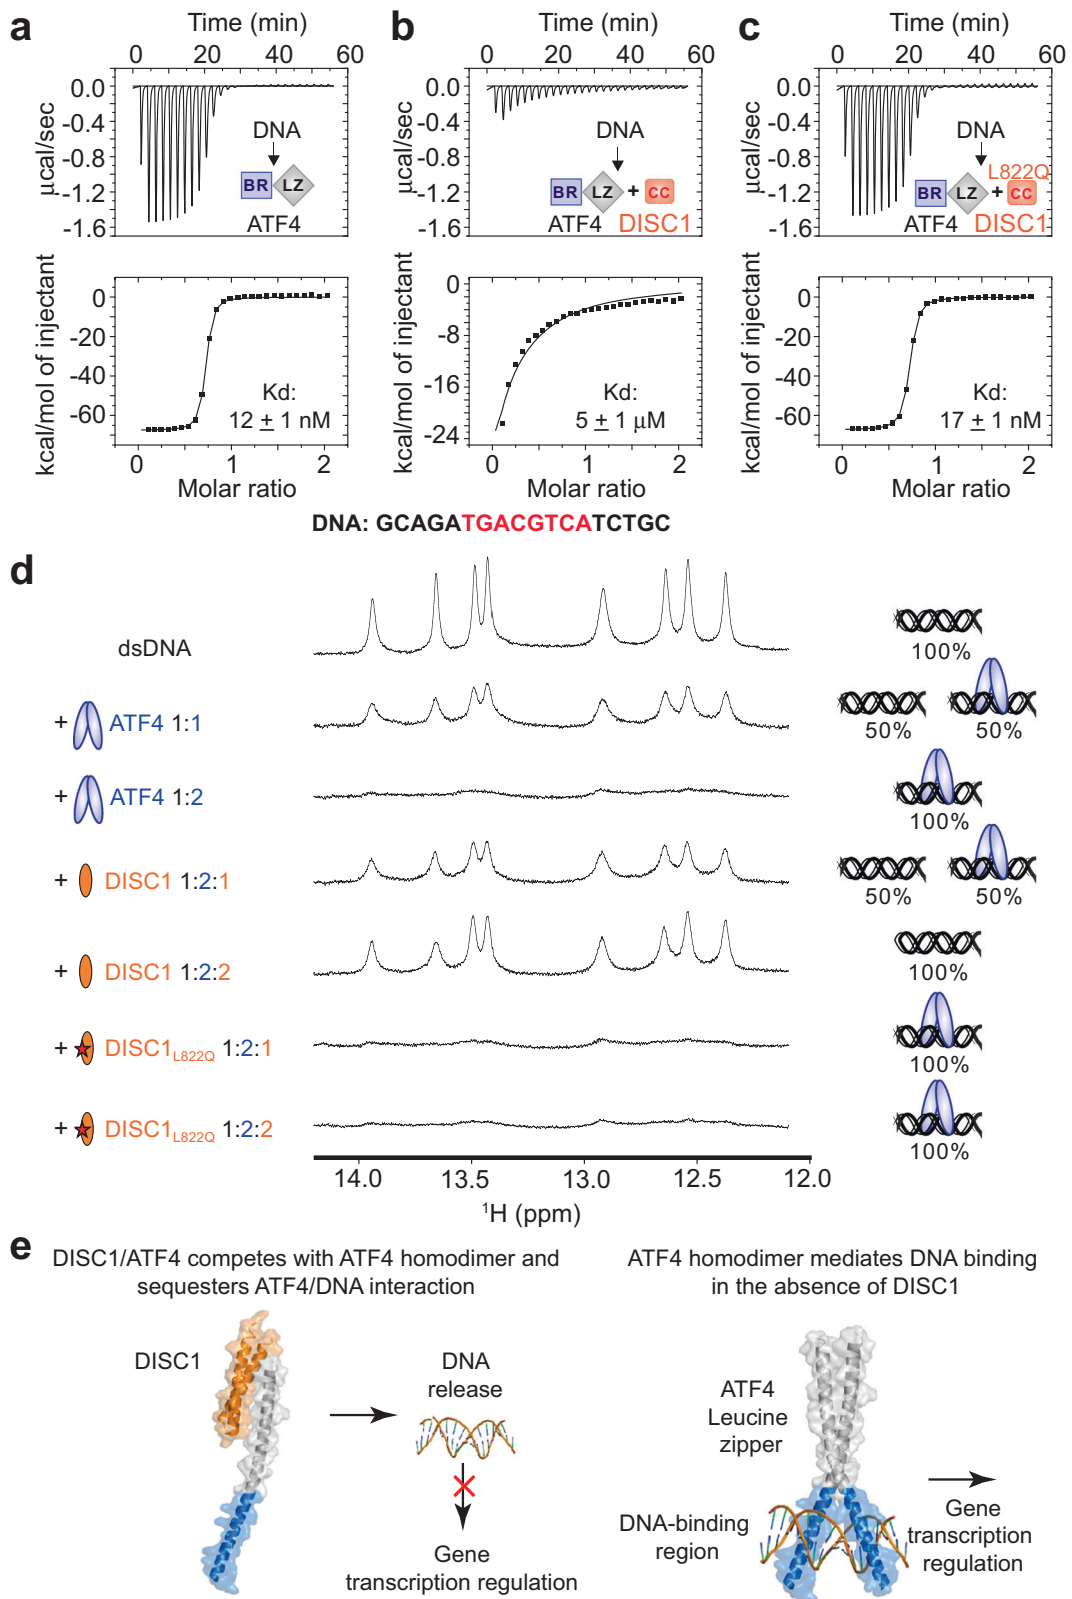 a
Time (min)
0 20 40 60
0.0
-0.4
-0.8
-1.2
-1.6
µcal/sec
DNA
BR LZ
ATF4
0
-20
-40
-60
kcal/mol of injectant
Kd:
12 ± 1 nM
0 1 2
Molar ratio
b
Time (min)
0 20 40 60
0.0
-0.4
-0.8
-1.2
-1.6
µcal/sec
DNA
BR LZ + CC
ATF4 DISC1
0
-8
-16
-24
kcal/mol of injectant
Kd:
5 ± 1 µM
0 1 2
Molar ratio
c
Time (min)
0 20 40 60
0.0
-0.4
-0.8
-1.2
-1.6
µcal/sec
DNA
L822Q
BR LZ + CC
ATF4 DISC1
0
-20
-40
-60
kcal/mol of injectant
Kd:
17 ± 1 nM
0 1 2
Molar ratio
DNA: GCAGATGACGTCATCTGC
d
dsDNA
100%
+ ATF4 1:1
50% 50%
+ ATF4 1:2
100%
+ DISC1 1:2:1
50% 50%
+ DISC1 1:2:2
100%
+ DISC1L822Q 1:2:1
100%
+ DISC1L822Q 1:2:2
100%
14.0 13.5 13.0 12.5 12.0
¹H (ppm)
e
DISC1/ATF4 competes with ATF4 homodimer and
sequesters ATF4/DNA interaction
DISC1
DNA
release
Gene
transcription regulation
ATF4 homodimer mediates DNA binding
in the absence of DISC1
ATF4
Leucine
zipper
DNA-binding
region
Gene
transcription
regulation